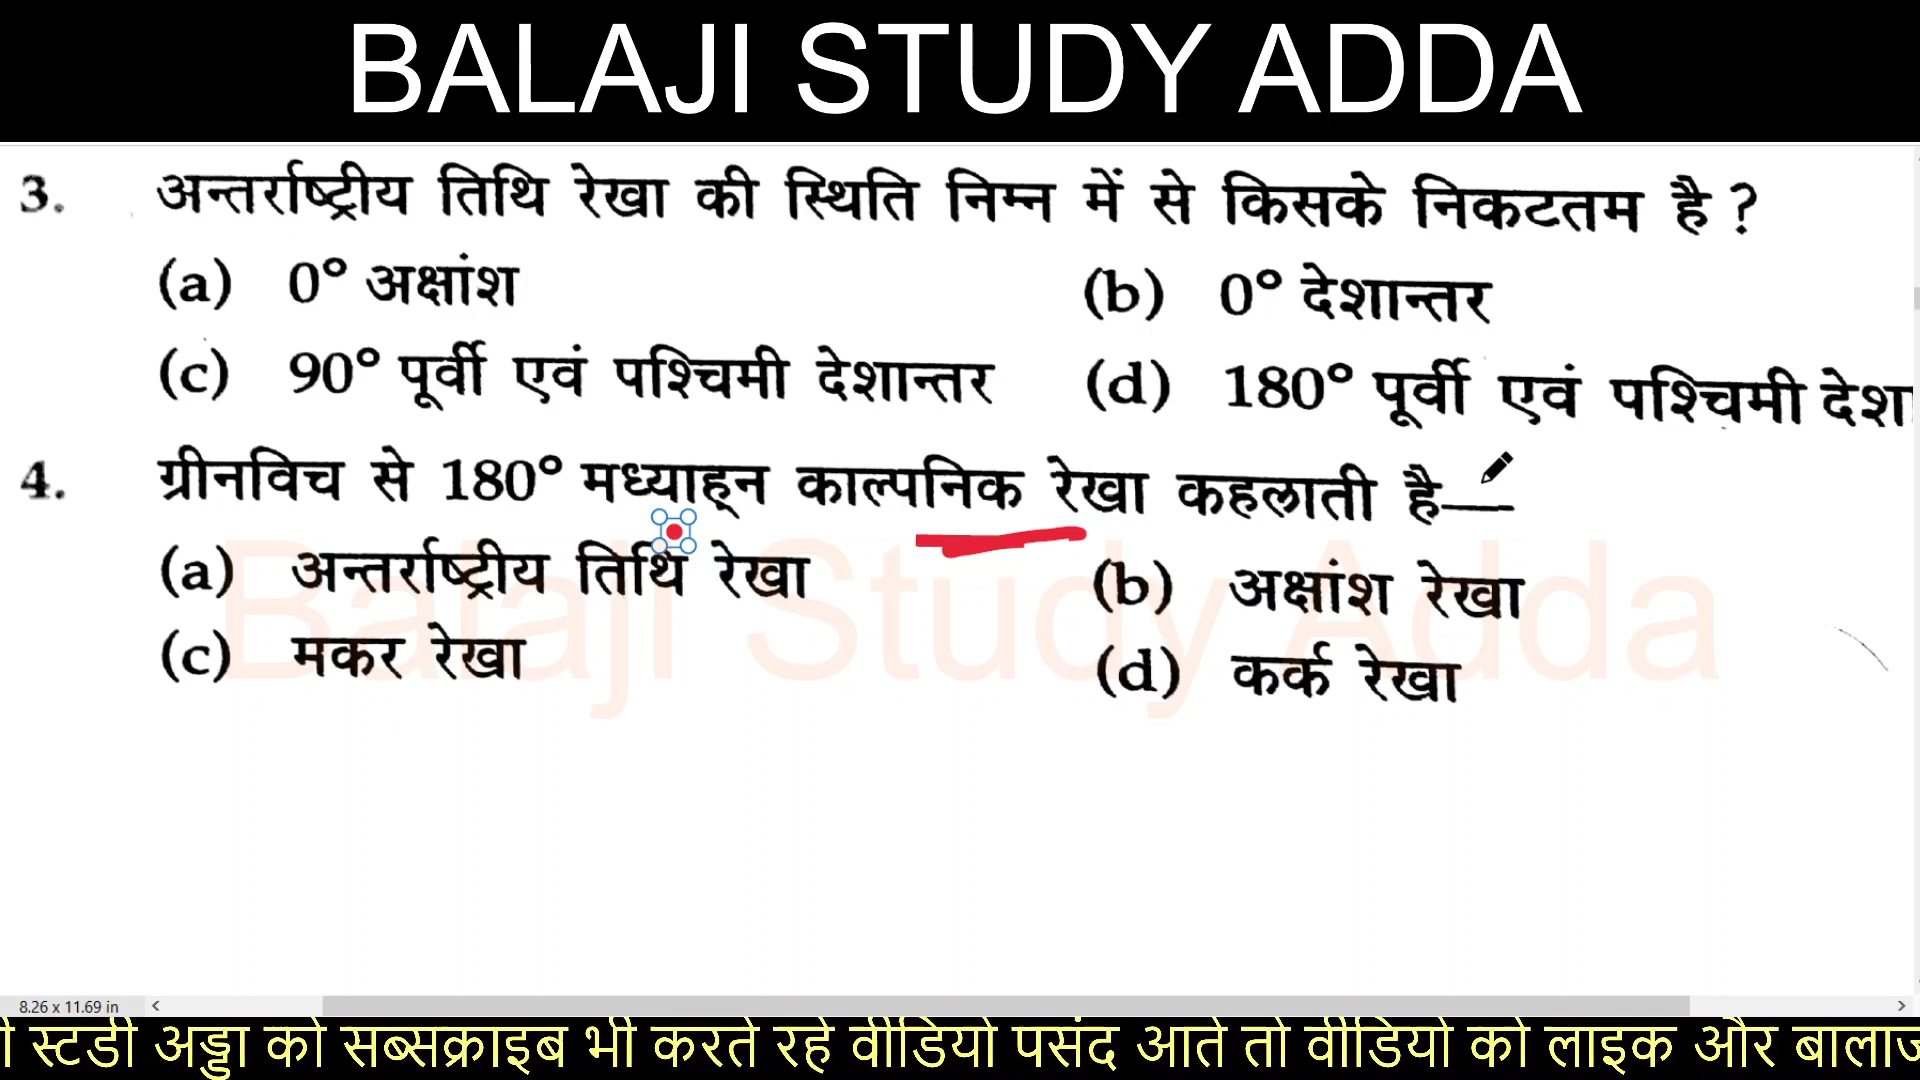 BALAJI STUDY ADDA
3. अन्तर्राष्ट्रीय तिथि रेखा की स्थिति निम्न में से किसके निकटतम है ?
(a) 0° अक्षांश (b) 0° देशान्तर
(c) 90° पूर्वी एवं पश्चिमी देशान्तर (d) 180° पूर्वी एवं पश्चिमी
4. ग्रीनविच से 180° मध्याह्न काल्पनिक रेखा कहलाती है—
(a) अन्तर्राष्ट्रीय तिथि रेखा (b) अक्षांश रेखा
(c) मकर रेखा (d) कर्क रेखा
Balaji Study Adda
8.26 x 11.69 in
स्टडी अड्डा को सब्सक्राइब भी करते रहे वीडियो पसंद आते तो वीडियो को लाइक और